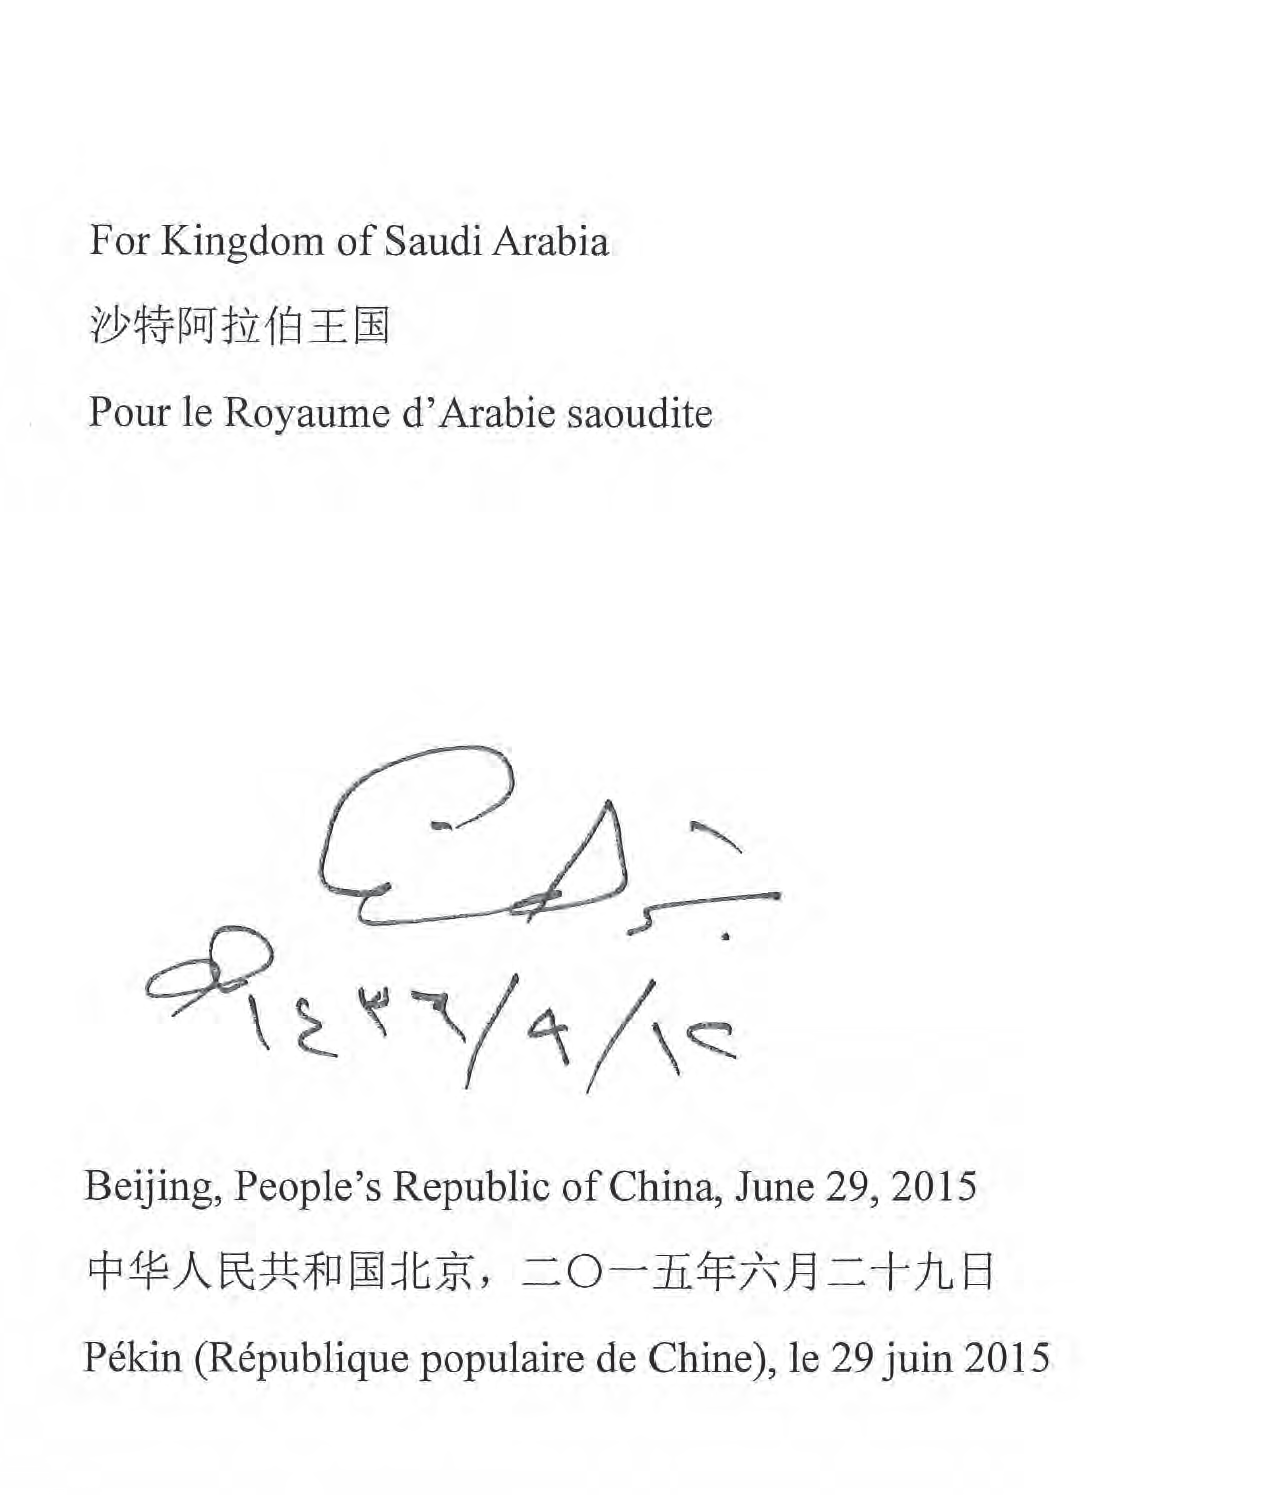 For Kingdom of Saudi Arabia
沙特阿拉伯王国
Pour le Royaume d’Arabie saoudite
١٤٣٦/٩/١٢ هـ
Beijing, People’s Republic of China, June 29, 2015
中华人民共和国北京，二〇一五年六月二十九日
Pékin (République populaire de Chine), le 29 juin 2015